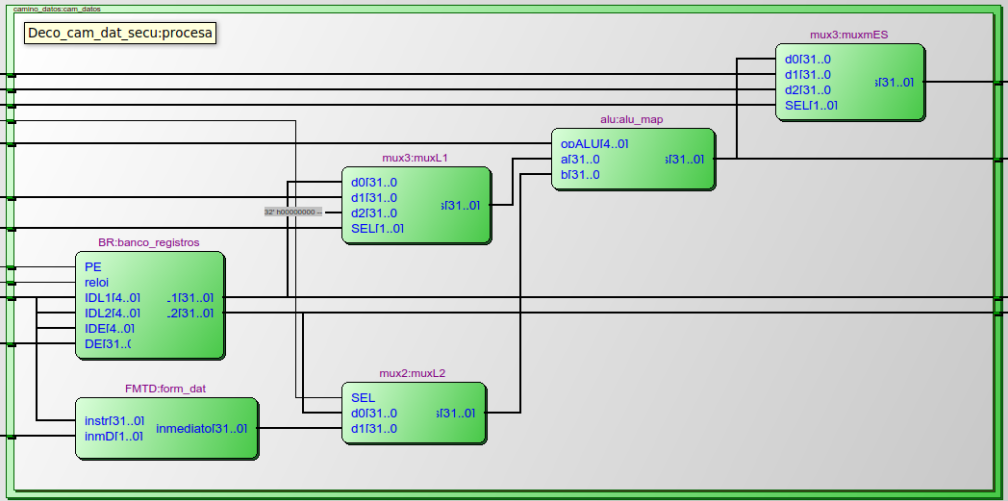 camino_datos:cam_datos
Deco_cam_dat_secu:procesa
mux3:muxmES
d0[31..0
d1[31..0
d2[31..0
SEL[1..0]
s[31..0]
alu:alu_map
opALU[4..0]
a[31..0
b[31..0
s[31..0]
mux3:muxL1
d0[31..0
d1[31..0
32' h00000000 --
d2[31..0
SEL[1..0]
s[31..0]
BR:banco_registros
PE
reloj
IDL1[4..0]
_1[31..0]
IDL2[4..0]
_2[31..0]
IDE[4..0]
DE[31..0
mux2:muxL2
SEL
d0[31..0
d1[31..0
s[31..0]
FMTD:form_dat
instr[31..0]
inmD[1..0]
inmediato[31..0]